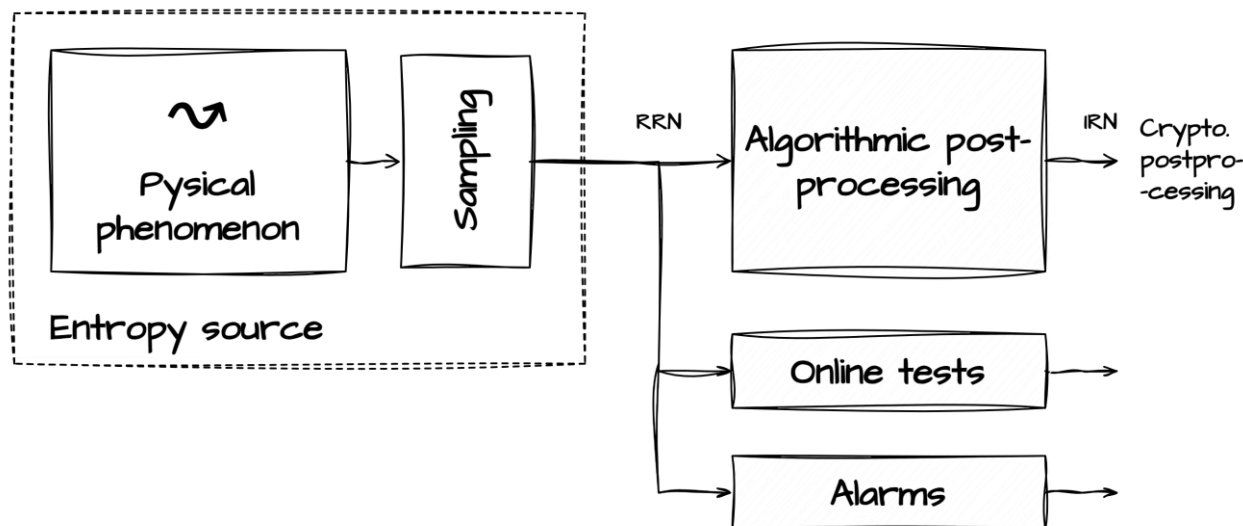 Pysical
phenomenon
Sampling
Entropy source
RRN
Algorithmic post-
processing
IRN
Crypto.
postpro-
-cessing
Online tests
Alarms